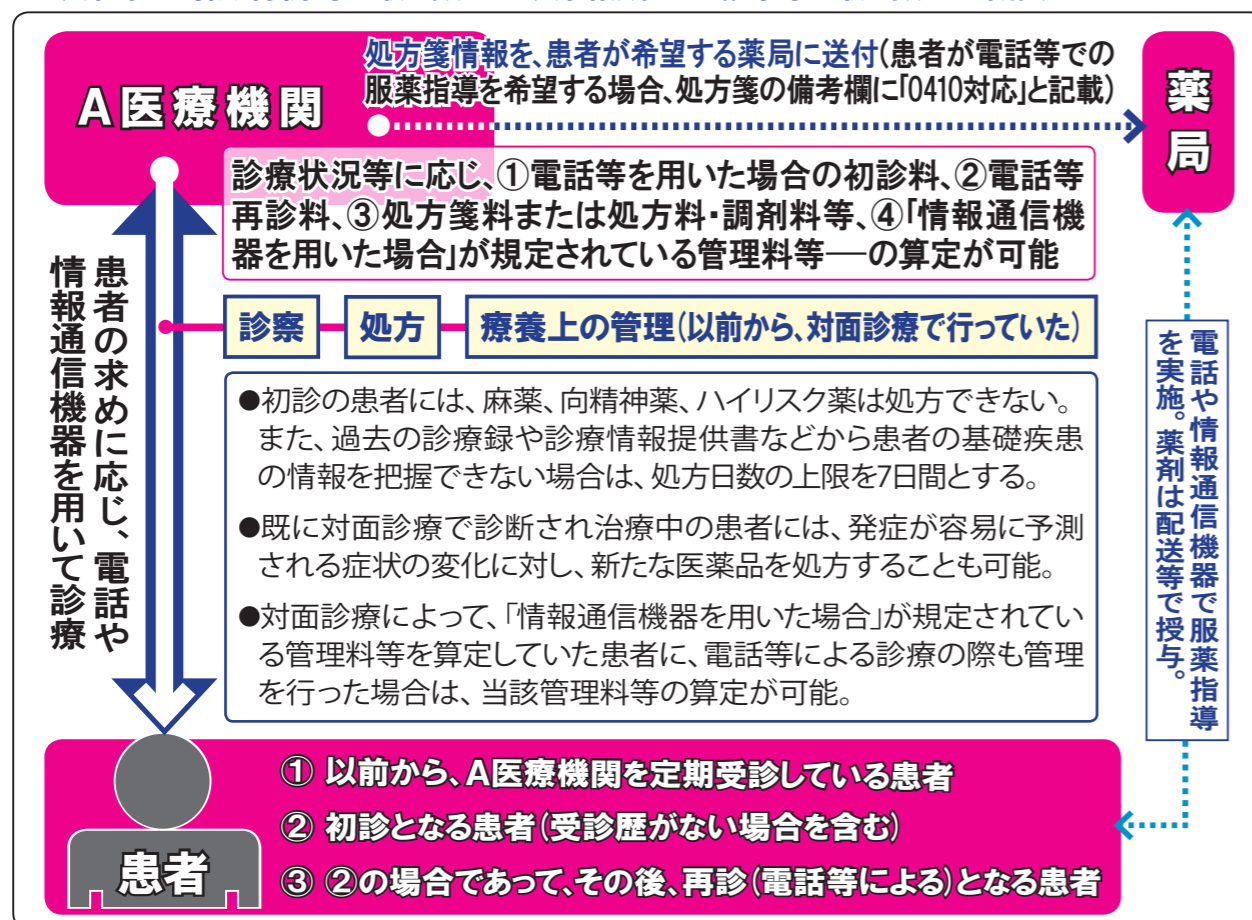 処方箋情報を、患者が希望する薬局に送付(患者が電話等での
服薬指導を希望する場合、処方箋の備考欄に「0410対応」と記載)
A医療機関
薬局
診療状況等に応じ、①電話等を用いた場合の初診料、②電話等
再診料、③処方箋料または処方料・調剤料等、④「情報通信機
器を用いた場合」が規定されている管理料等──の算定が可能
患者の求めに応じ、電話や
情報通信機器を用いて診療
診察
処方
療養上の管理(以前から、対面診療で行っていた)
●初診の患者には、麻薬、向精神薬、ハイリスク薬は処方できない。
また、過去の診療録や診療情報提供書などから患者の基礎疾患
の情報を把握できない場合は、処方日数の上限を7日間とする。
●既に対面診療で診断され治療中の患者には、発症が容易に予測
される症状の変化に対し、新たな医薬品を処方することも可能。
●対面診療によって、「情報通信機器を用いた場合」が規定されてい
る管理料等を算定していた患者に、電話等による診療の際も管理
を行った場合は、当該管理料等の算定が可能。
電話や情報通信機器で服薬指導
を実施。薬剤は配送等で授与。
患者
① 以前から、A医療機関を定期受診している患者
② 初診となる患者(受診歴がない場合を含む)
③ ②の場合であって、その後、再診(電話等による)となる患者